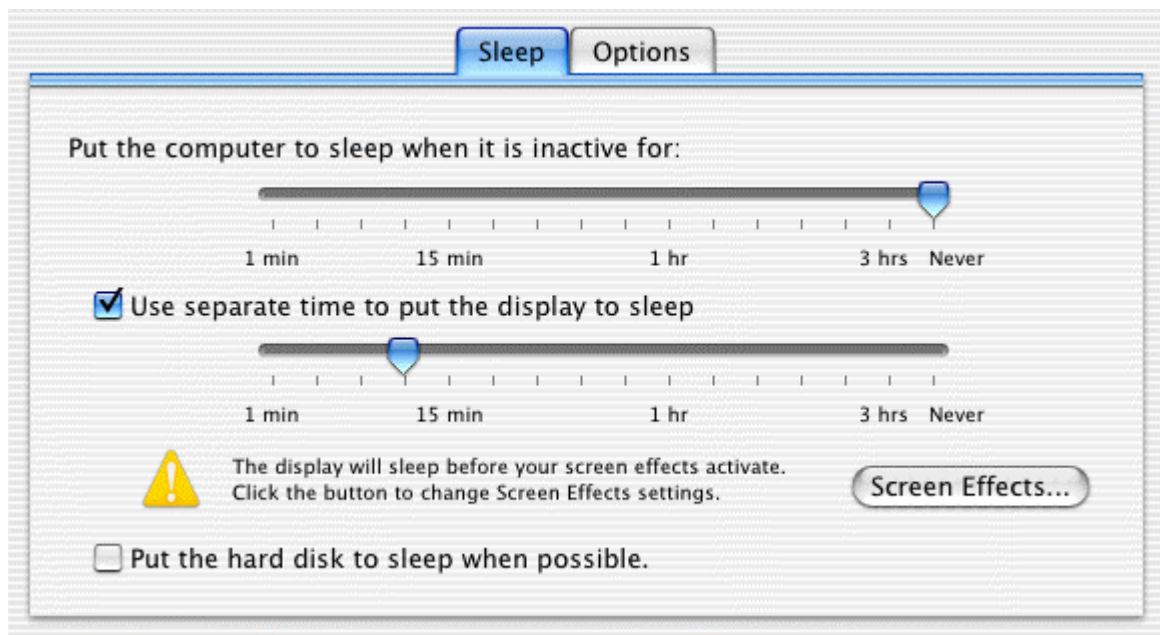 Sleep Options
Put the computer to sleep when it is inactive for:
1 min 15 min 1 hr 3 hrs Never
Use separate time to put the display to sleep
1 min 15 min 1 hr 3 hrs Never
The display will sleep before your screen effects activate.
Click the button to change Screen Effects settings.
Screen Effects...
Put the hard disk to sleep when possible.